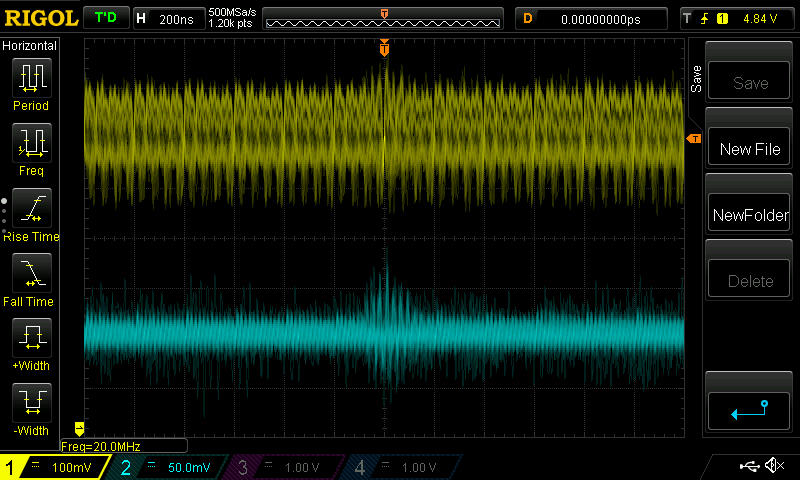 RIGOL T'D H 200ns 500MSa/s D 0.00000000ps T 1 4.84 V
1.20k pts
Horizontal
T
Save
Save
Period
T
New File
Freq
NewFolder
Rise Time
Delete
Fall Time
+Width
-Width
Freq=20.0MHz
1 = 100mV 2 = 50.0mV 3 = 1.00 V 4 = 1.00 V